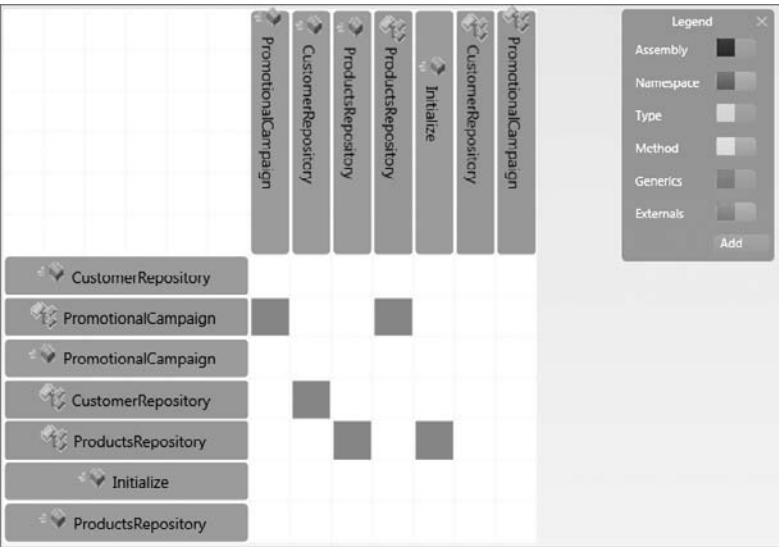 PromotionalCampaign
CustomerRepository
ProductsRepository
ProductsRepository
Initialize
CustomerRepository
PromotionalCampaign
Legend
Assembly
Namespace
Type
Method
Generics
Externals
Add
CustomerRepository
PromotionalCampaign
PromotionalCampaign
CustomerRepository
ProductsRepository
Initialize
ProductsRepository